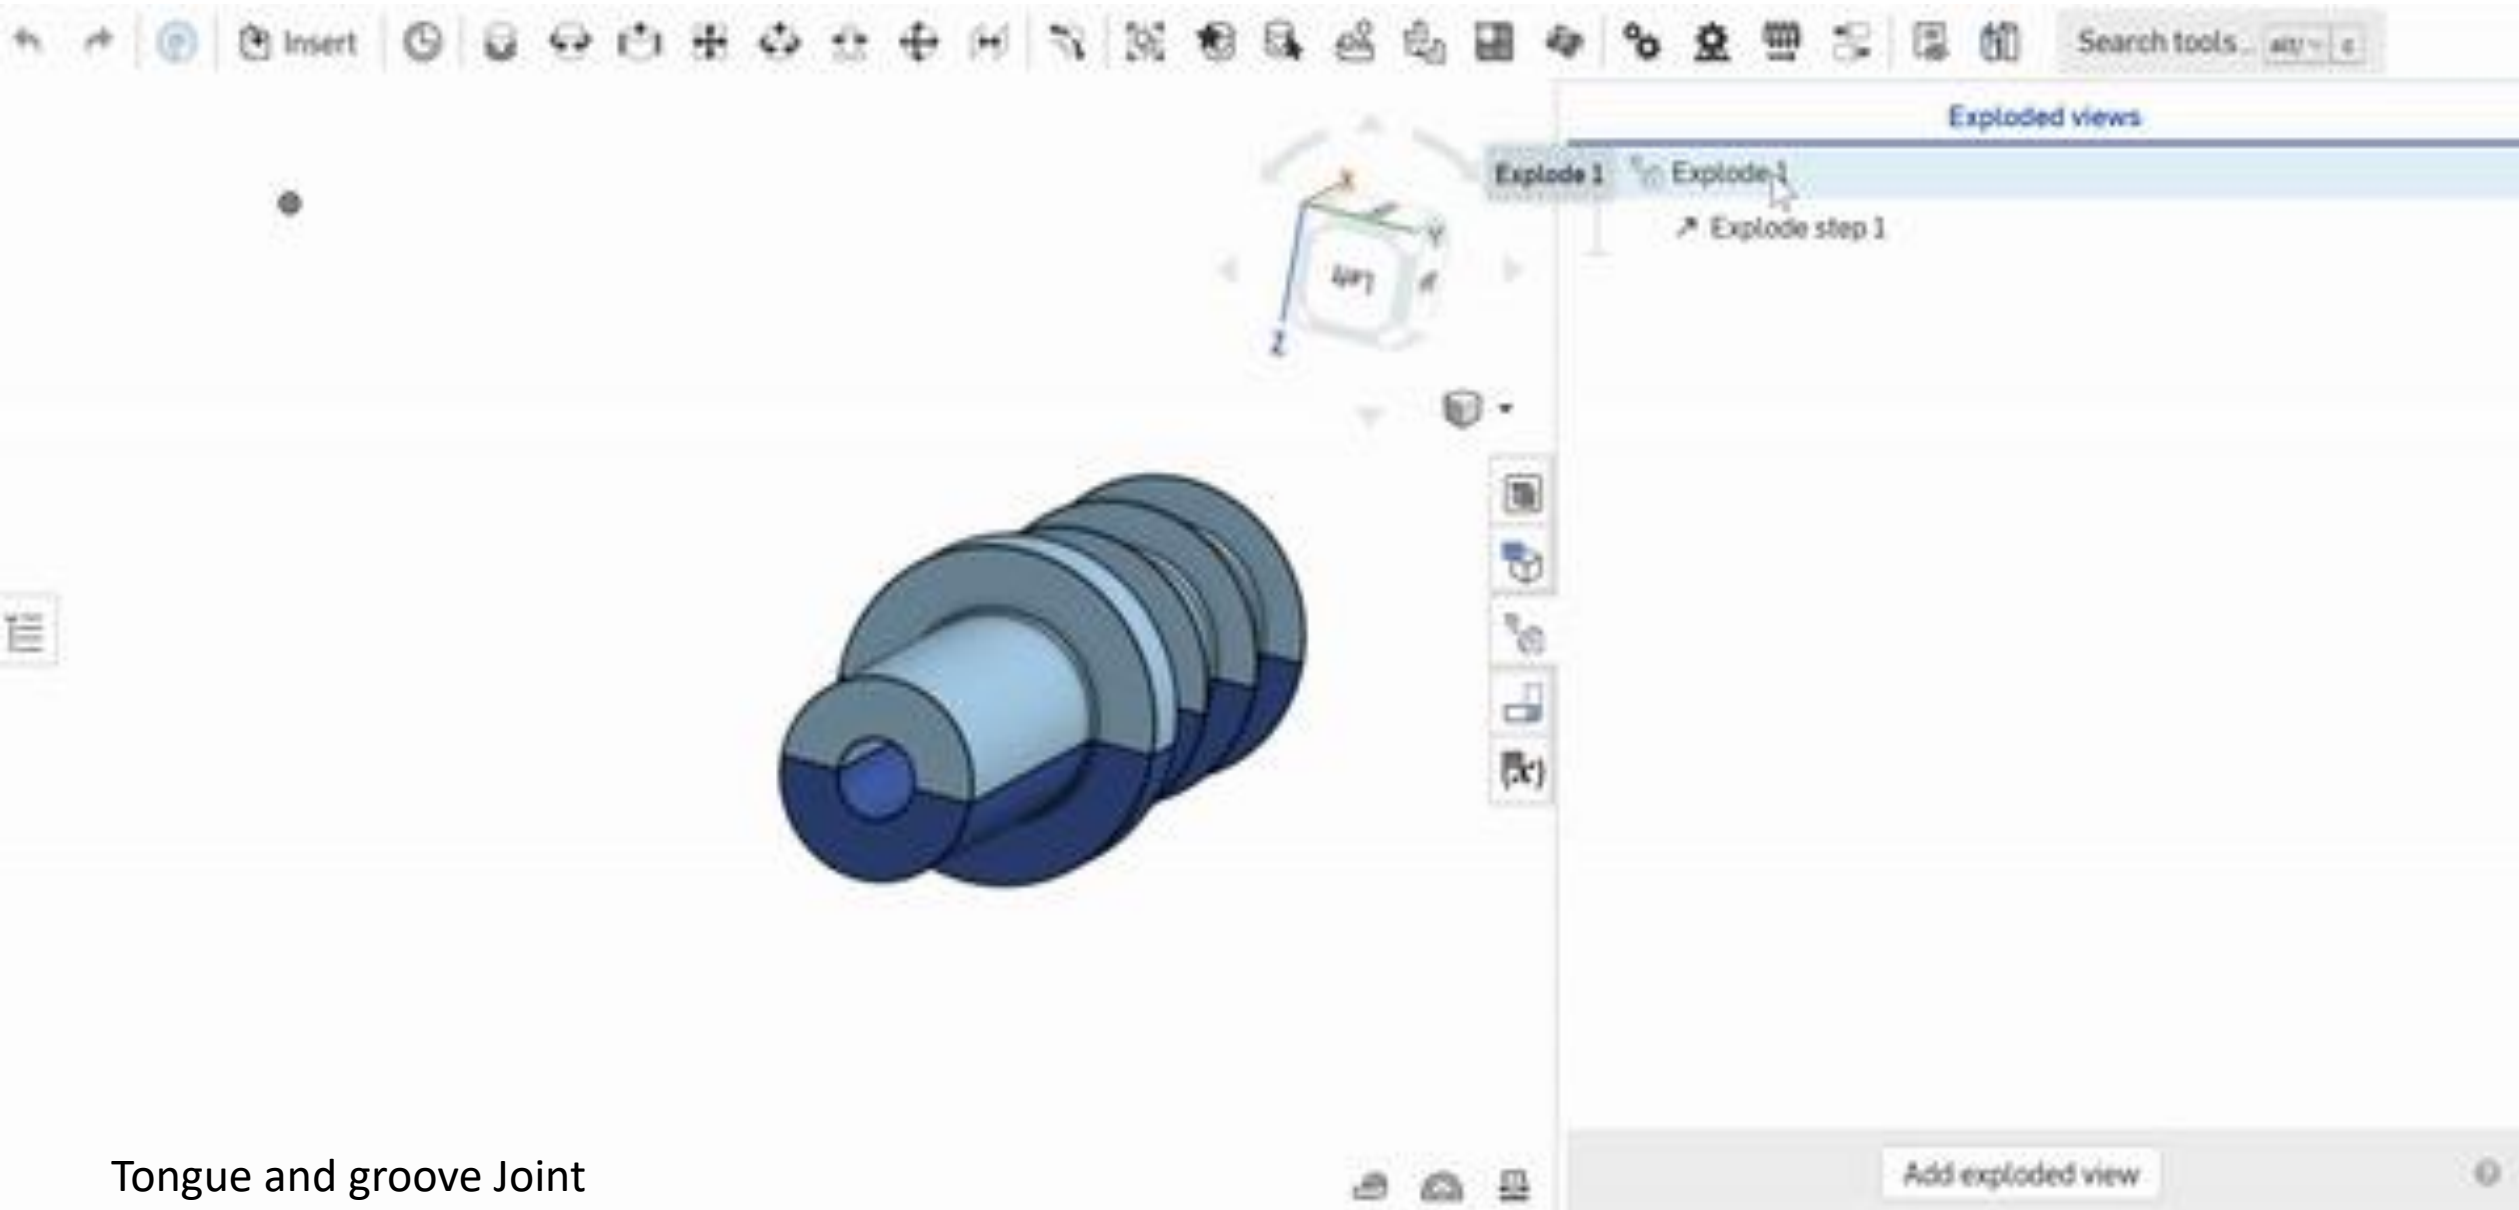 Insert
Search tools...
Exploded views
Explode 1
Explode 1
Explode step 1
X
Y
Left
Z
(x)
Tongue and groove Joint
Add exploded view